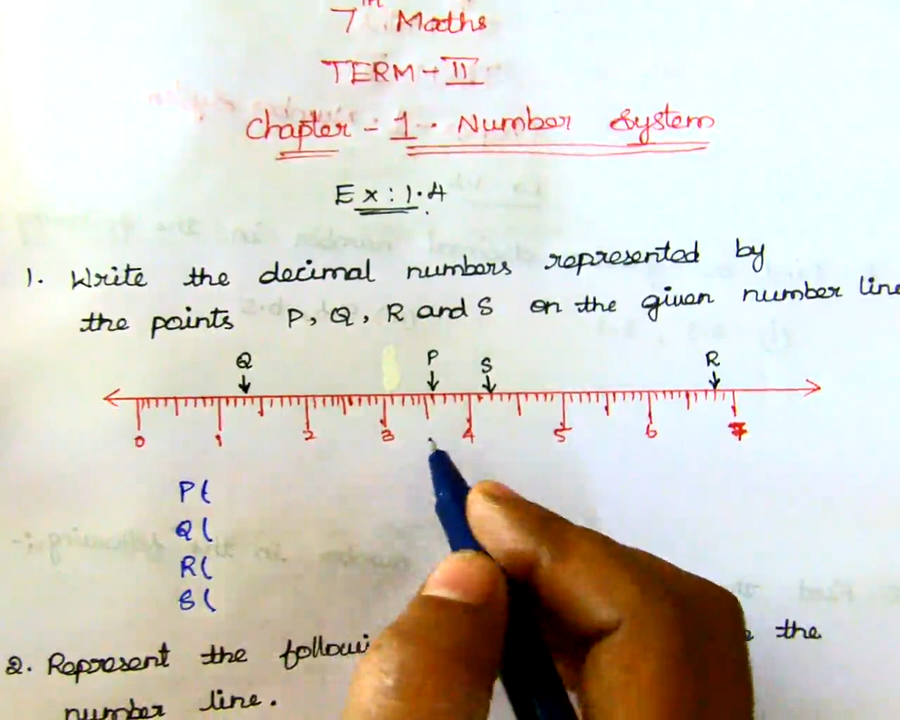 7th Maths
TERM - II
Chapter - 1. Number System
Ex: 1.4
1. Write the decimal numbers represented by
the points P, Q, R and S on the given number line
Q P S R
0 1 2 3 4 5 6 7
P(
Q(
R(
S(
2. Represent the the
number line.